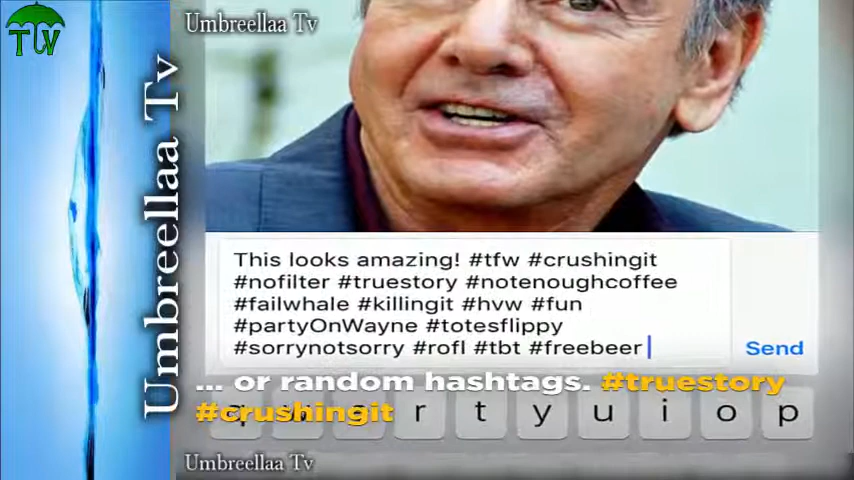 TV
Umbreellaa Tv
Umbreellaa Tv
This looks amazing! #tfw #crushingit
#nofilter #truestory #notenoughcoffee
#failwhale #killingit #hvw #fun
#partyOnWayne #totesflippy
#sorrynotsorry #rofl #tbt #freebeer
Send
... or random hashtags. #truestory
#crushingit
q w e r t y u i o p
Umbreellaa Tv